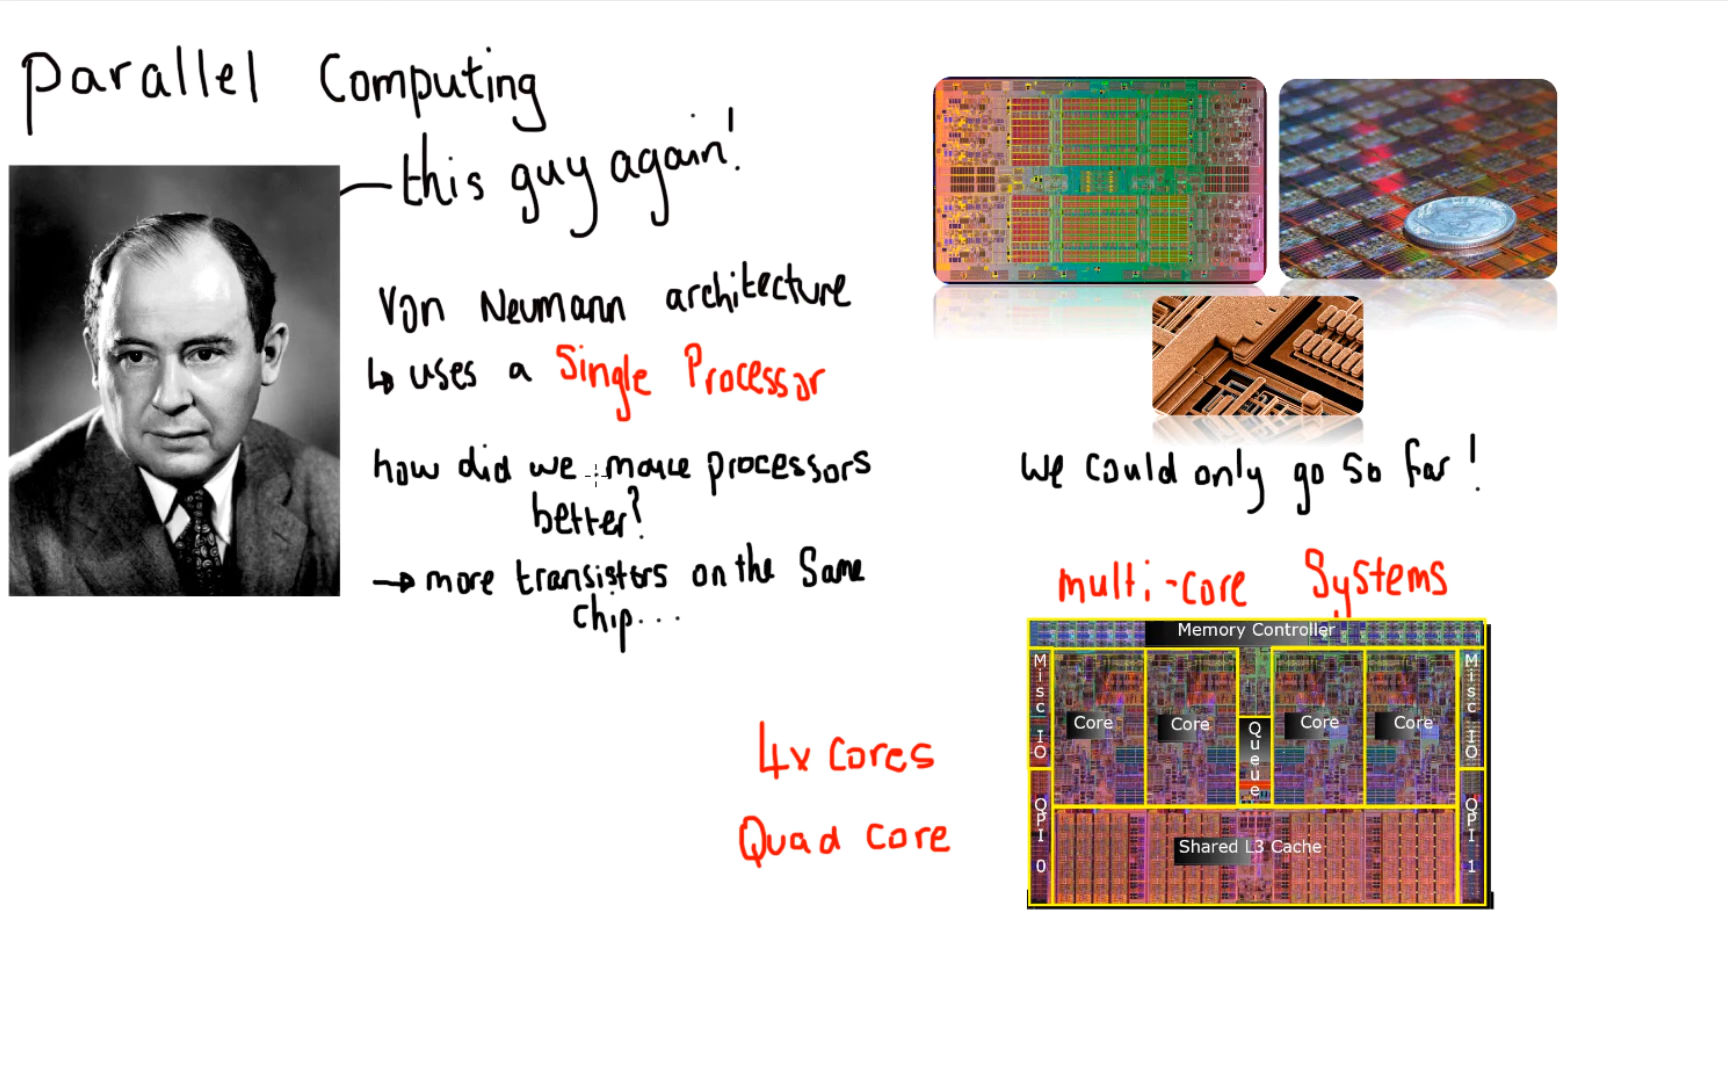 Parallel Computing
this guy again!
Von Neumann architecture
↳ uses a Single Processor
how did we make processors
better?
→ more transistors on the Same
chip...
we could only go so far!
multi-core Systems
Memory Controller
Misc IO
Core
Core
Queue
Core
Core
Misc IO
QPI 0
Shared L3 Cache
QPI 1
4x cores
Quad core